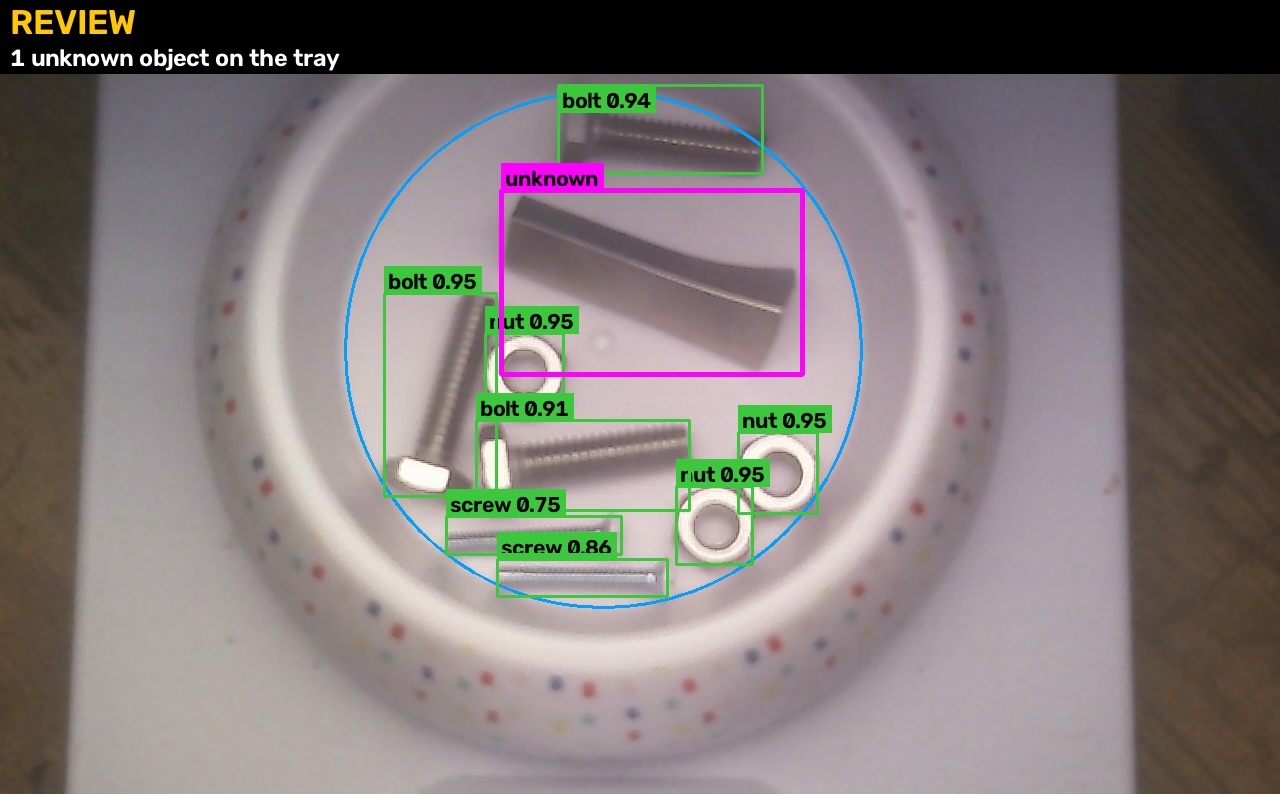 REVIEW
1 unknown object on the tray
bolt 0.94
unknown
bolt 0.95
nut 0.95
bolt 0.91
nut 0.95
nut 0.95
screw 0.75
screw 0.86